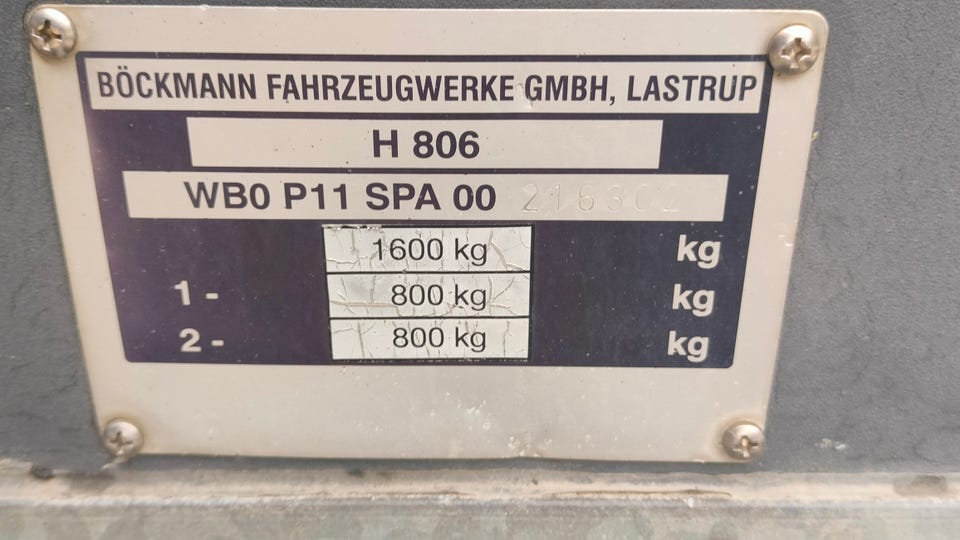 BÖCKMANN FAHRZEUGWERKE GMBH, LASTRUP
H 806
WB0 P11 SPA 00 216302
1600 kg kg
1 - 800 kg kg
2 - 800 kg kg